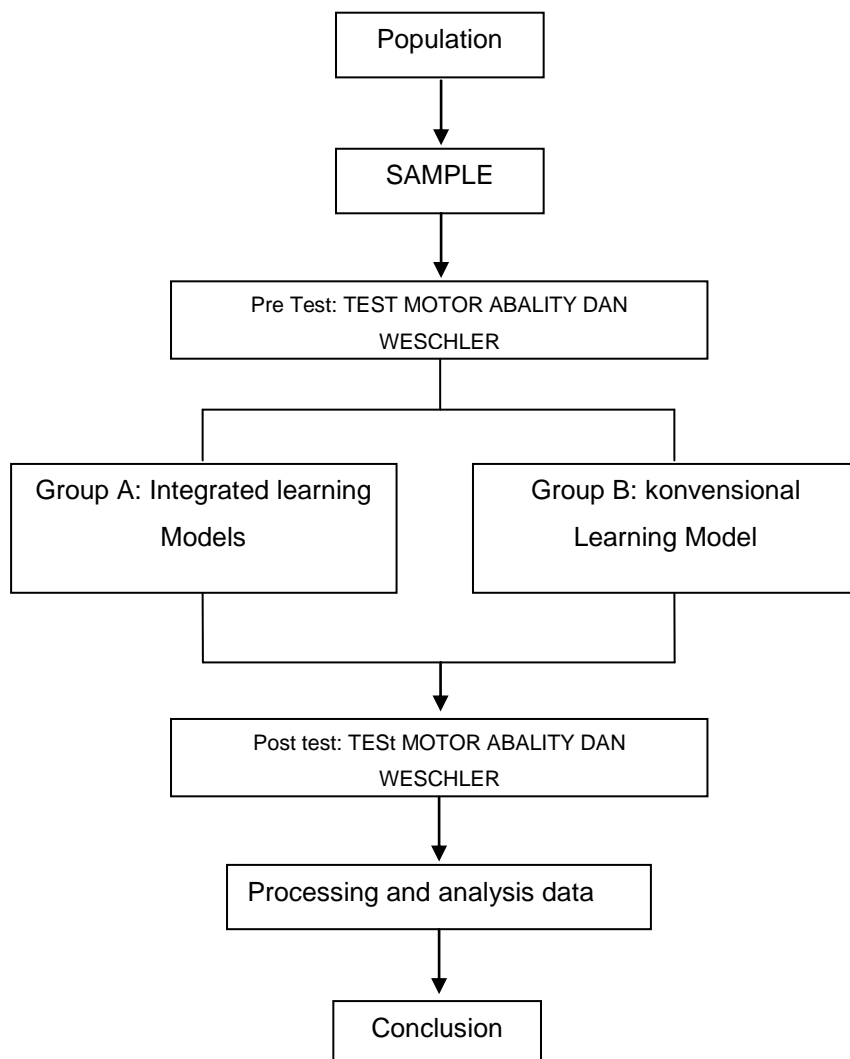 Population
SAMPLE
Pre Test: TEST MOTOR ABALITY DAN
WESCHLER
Group A: Integrated learning
Models
Group B: konvensional
Learning Model
Post test: TESt MOTOR ABALITY DAN
WESCHLER
Processing and analysis data
Conclusion